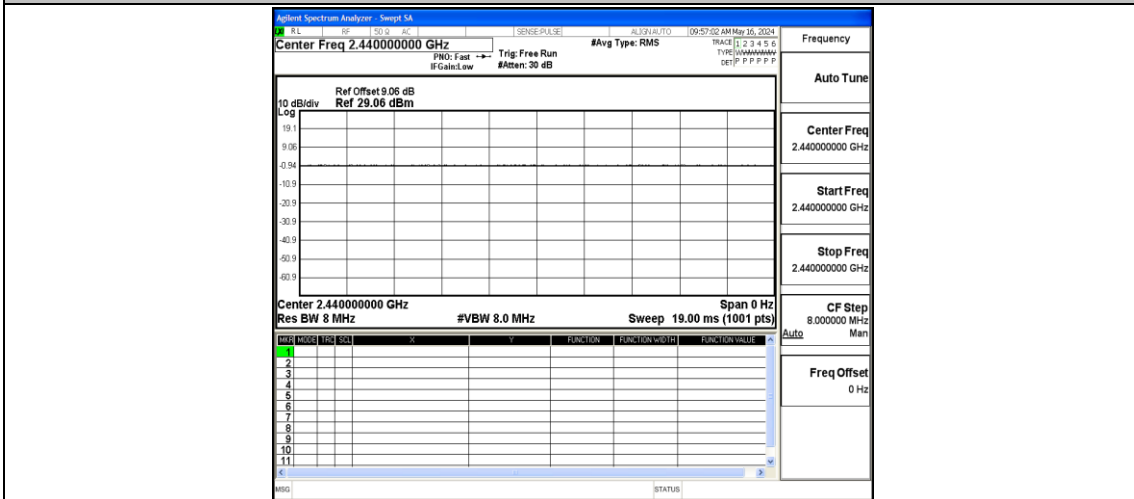 Agilent Spectrum Analyzer - Swept SA
RL RF 50 Ω AC SENSE:PULSE ALIGN AUTO 09:57:02 AM May 16, 2024
Center Freq 2.440000000 GHz #Avg Type: RMS TRACE 1 2 3 4 5 6
PNO: Fast Trig: Free Run TYPE
IFGain:Low #Atten: 30 dB DET P P P P P P
Ref Offset 9.06 dB
10 dB/div Ref 29.06 dBm
Log
19.1
9.06
-0.94
-10.9
-20.9
-30.9
-40.9
-50.9
-60.9
Center 2.440000000 GHz Span 0 Hz
Res BW 8 MHz #VBW 8.0 MHz Sweep 19.00 ms (1001 pts)
MKR MODE TRC SCL X Y FUNCTION FUNCTION WIDTH FUNCTION VALUE
1
2
3
4
5
6
7
8
9
10
11
MSG STATUS
Frequency
Auto Tune
Center Freq
2.440000000 GHz
Start Freq
2.440000000 GHz
Stop Freq
2.440000000 GHz
CF Step
8.000000 MHz
Auto Man
Freq Offset
0 Hz